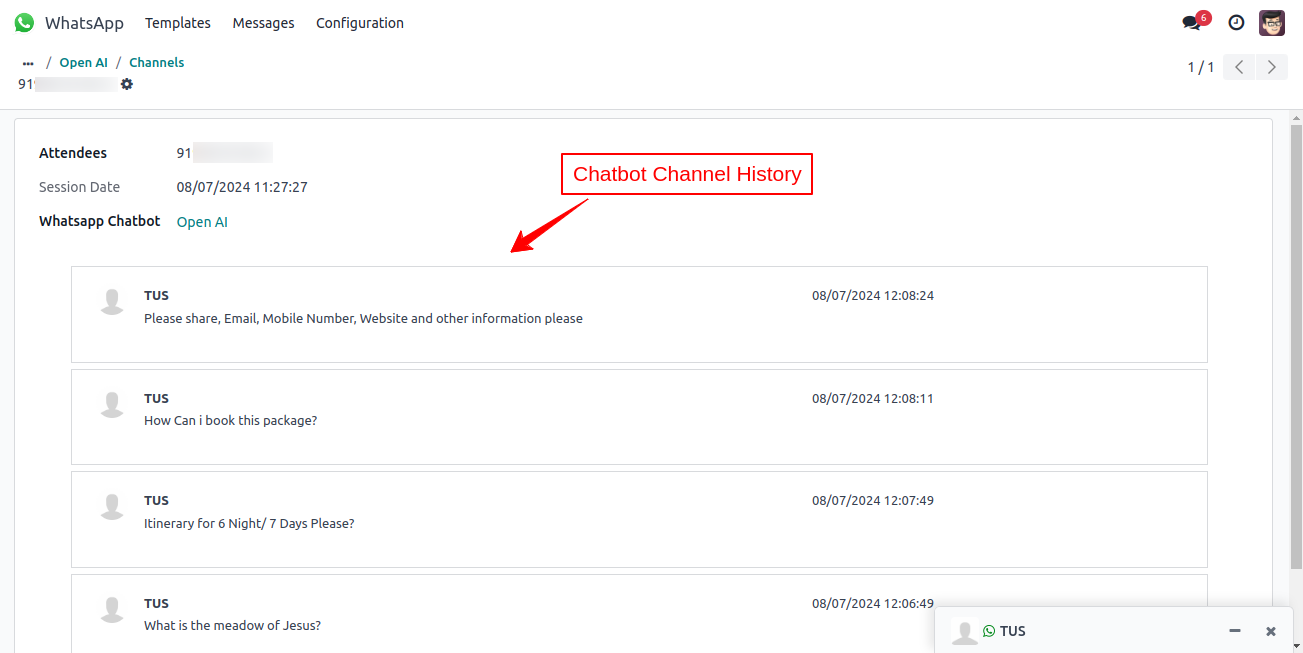 WhatsApp Templates Messages Configuration 6
... / Open AI / Channels
1 / 1
91
Attendees 91
Session Date 08/07/2024 11:27:27
Whatsapp Chatbot Open AI
Chatbot Channel History
TUS 08/07/2024 12:08:24
Please share, Email, Mobile Number, Website and other information please
TUS 08/07/2024 12:08:11
How Can i book this package?
TUS 08/07/2024 12:07:49
Itinerary for 6 Night/ 7 Days Please?
TUS 08/07/2024 12:06:49
What is the meadow of Jesus?
TUS